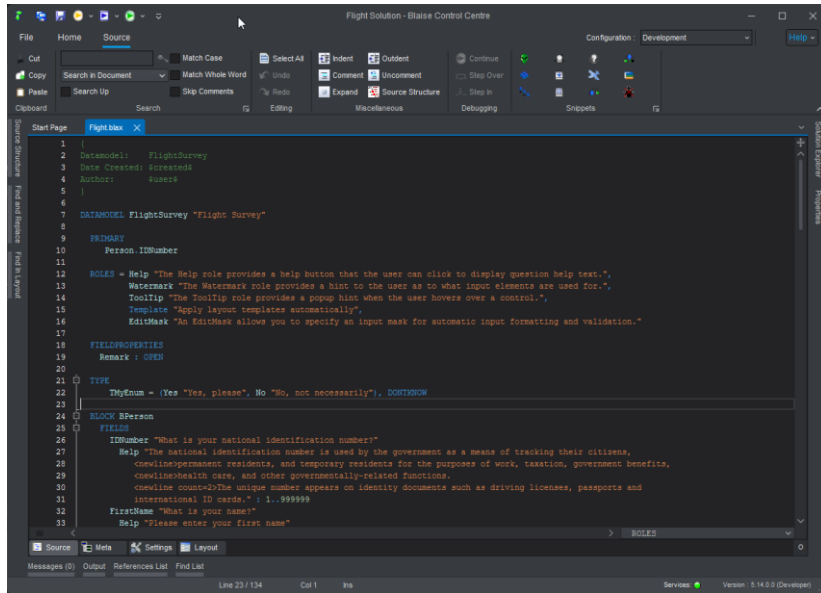 Flight Solution - Blaise Control Centre
File Home Source Configuration : Development Help
Cut Match Case Select All Indent Outdent Continue
Copy Search in Document Match Whole Word Undo Comment Uncomment Step Over
Paste Search Up Skip Comments Redo Expand Source Structure Step In
Clipboard Search Editing Miscellaneous Debugging Snippets
Start Page Flight.blax
Source Structure
Find and Replace
Find In Layout
Solution Explorer
Properties
1 {
2 Datamodel: FlightSurvey
3 Date Created: $created$
4 Author: $user$
5 }
6
7 DATAMODEL FlightSurvey "Flight Survey"
8
9 PRIMARY
10 Person.IDNumber
11
12 ROLES = Help "The Help role provides a help button that the user can click to display question help text.",
13 Watermark "The Watermark role provides a hint to the user as to what input elements are used for.",
14 ToolTip "The ToolTip role provides a popup hint when the user hovers over a control.",
15 Template "Apply layout templates automatically",
16 EditMask "An EditMask allows you to specify an input mask for automatic input formatting and validation."
17
18 FIELDPROPERTIES
19 Remark : OPEN
20
21 TYPE
22 TMyEnum = (Yes "Yes, please", No "No, not necessarily"), DONTKNOW
23
24 BLOCK BPerson
25 FIELDS
26 IDNumber "What is your national identification number?"
27 Help "The national identification number is used by the government as a means of tracking their citizens,
28 <newline>permanent residents, and temporary residents for the purposes of work, taxation, government benefits,
29 <newline>health care, and other governmentally-related functions.
30 <newline count=2>The unique number appears on identity documents such as driving licenses, passports and
31 international ID cards." : 1..999999
32 FirstName "What is your name?"
33 Help "Please enter your first name"
ROLES
Source Meta Settings Layout
Messages (0) Output References List Find List
Line 23 / 134 Col 1 Ins Services: Version : 5.14.0.0 (Developer)